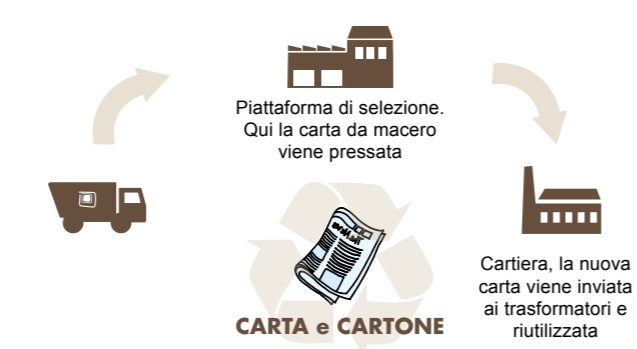 Piattaforma di selezione.
Qui la carta da macero
viene pressata
Cartiera, la nuova
carta viene inviata
ai trasformatori e
riutilizzata
CARTA e CARTONE